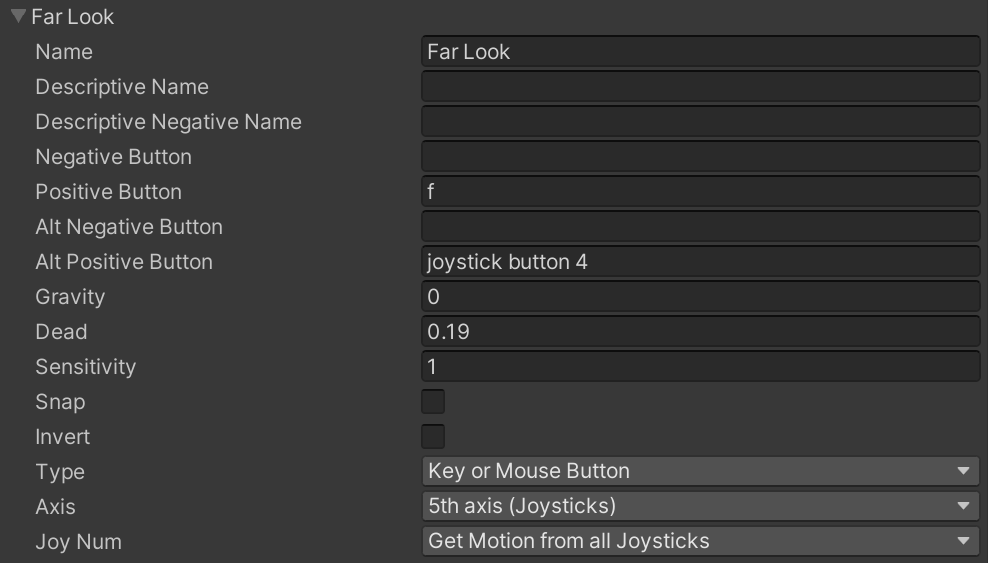 Far Look
Name Far Look
Descriptive Name
Descriptive Negative Name
Negative Button
Positive Button f
Alt Negative Button
Alt Positive Button joystick button 4
Gravity 0
Dead 0.19
Sensitivity 1
Snap
Invert
Type Key or Mouse Button
Axis 5th axis (Joysticks)
Joy Num Get Motion from all Joysticks